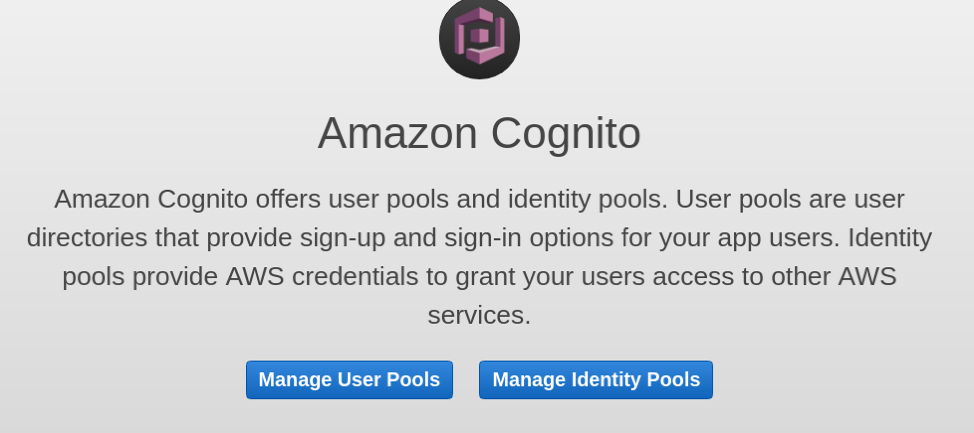 Amazon Cognito
Amazon Cognito offers user pools and identity pools. User pools are user
directories that provide sign-up and sign-in options for your app users. Identity
pools provide AWS credentials to grant your users access to other AWS
services.
Manage User Pools
Manage Identity Pools